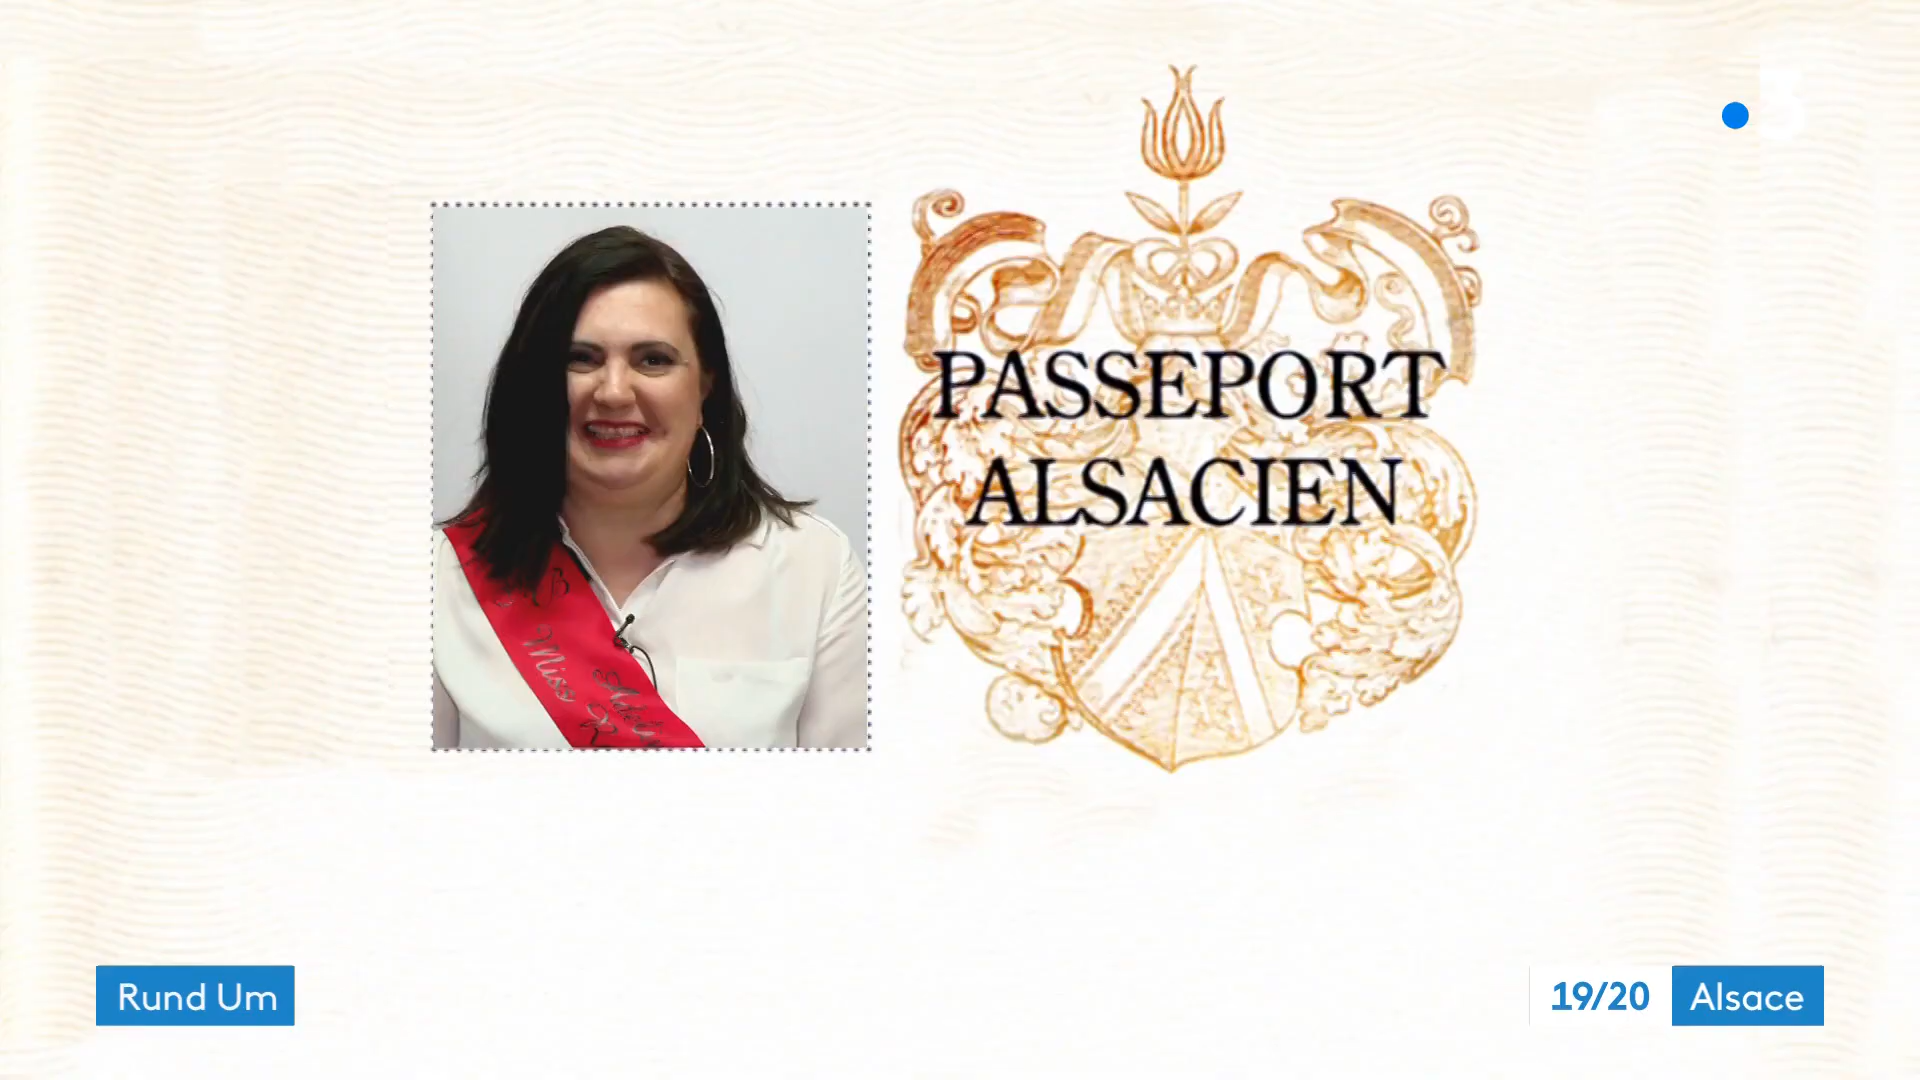 PASSEPORT
ALSACIEN
Miss
Rund Um
19/20
Alsace